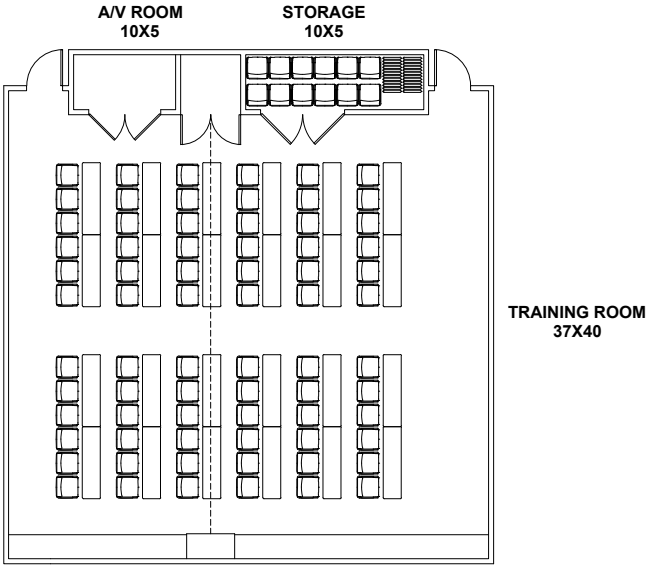 A/V ROOM
10X5
STORAGE
10X5
TRAINING ROOM
37X40